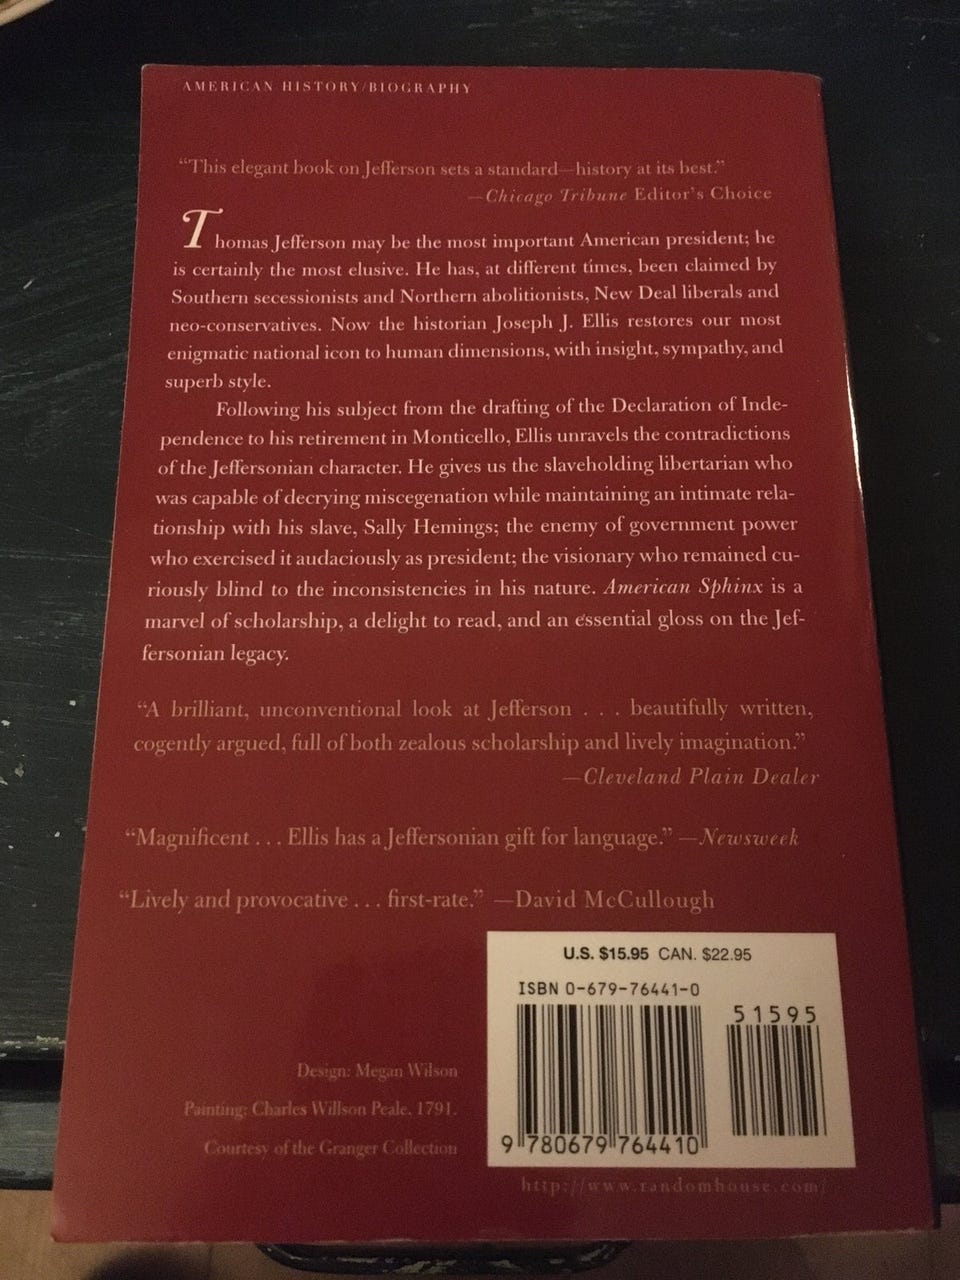 AMERICAN HISTORY/BIOGRAPHY
“This elegant book on Jefferson sets a standard—history at its best.”
—Chicago Tribune Editor's Choice
Thomas Jefferson may be the most important American president; he
is certainly the most elusive. He has, at different times, been claimed by
Southern secessionists and Northern abolitionists, New Deal liberals and
neo-conservatives. Now the historian Joseph J. Ellis restores our most
enigmatic national icon to human dimensions, with insight, sympathy, and
superb style.
Following his subject from the drafting of the Declaration of Inde-
pendence to his retirement in Monticello, Ellis unravels the contradictions
of the Jeffersonian character. He gives us the slaveholding libertarian who
was capable of decrying miscegenation while maintaining an intimate rela-
tionship with his slave, Sally Hemings; the enemy of government power
who exercised it audaciously as president; the visionary who remained cu-
riously blind to the inconsistencies in his nature. American Sphinx is a
marvel of scholarship, a delight to read, and an essential gloss on the Jef-
fersonian legacy.
“A brilliant, unconventional look at Jefferson . . . beautifully written,
cogently argued, full of both zealous scholarship and lively imagination.”
—Cleveland Plain Dealer
“Magnificent . . . Ellis has a Jeffersonian gift for language.” —Newsweek
“Lively and provocative . . . first-rate.” —David McCullough
U.S. $15.95 CAN. $22.95
ISBN 0-679-76441-0
51595
9 780679 764410
Design: Megan Wilson
Painting: Charles Willson Peale. 1791.
Courtesy of the Granger Collection
http://www.randomhouse.com/